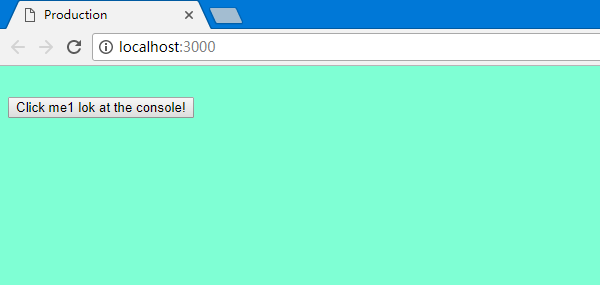 Production
localhost:3000
Click me1 lok at the console!